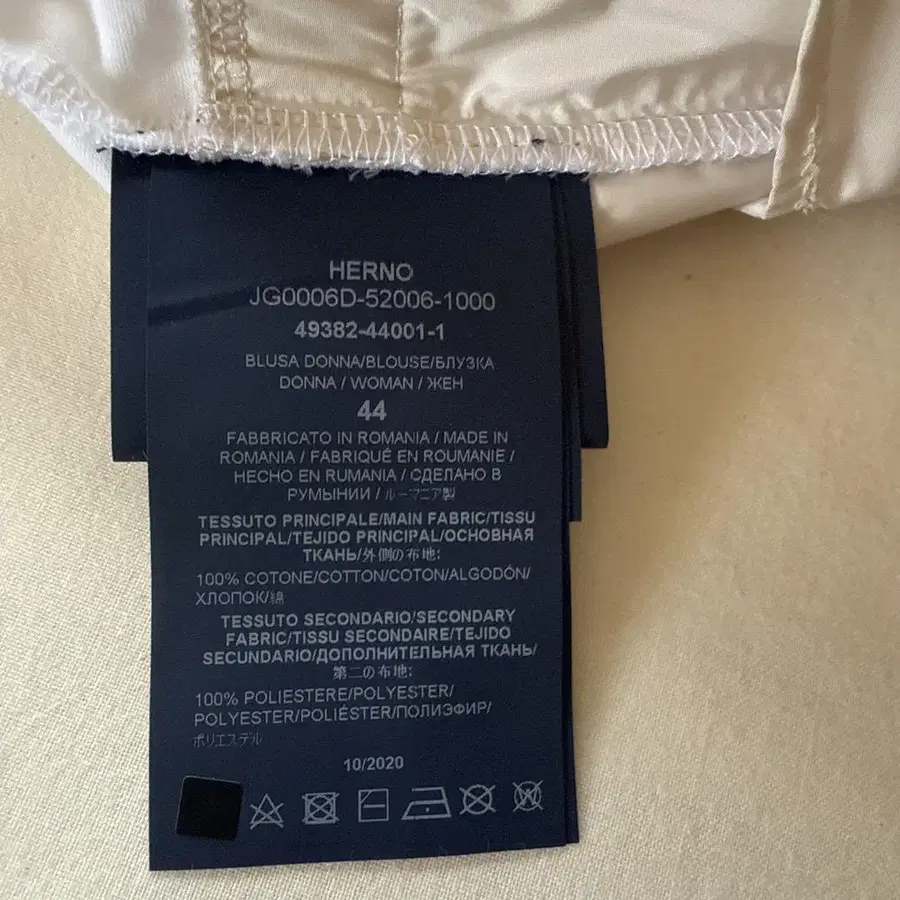 HERNO
JG0006D-52006-1000
49382-44001-1
BLUSA DONNA/BLOUSE/БЛУЗКА
DONNA / WOMAN / ЖЕН
44
FABBRICATO IN ROMANIA / MADE IN
ROMANIA / FABRIQUÉ EN ROUMANIE /
HECHO EN RUMANIA / СДЕЛАНО В
РУМЫНИИ / ルーマニア製
TESSUTO PRINCIPALE/MAIN FABRIC/TISSU
PRINCIPAL/TEJIDO PRINCIPAL/ОСНОВНАЯ
ТКАНЬ/外側の布地:
100% COTONE/COTTON/COTON/ALGODÓN/
ХЛОПОК/綿
TESSUTO SECONDARIO/SECONDARY
FABRIC/TISSU SECONDAIRE/TEJIDO
SECUNDARIO/ДОПОЛНИТЕЛЬНАЯ ТКАНЬ/
第二の布地:
100% POLIESTERE/POLYESTER/
POLYESTER/POLIÉSTER/ПОЛИЭФИР/
ポリエステル
10/2020